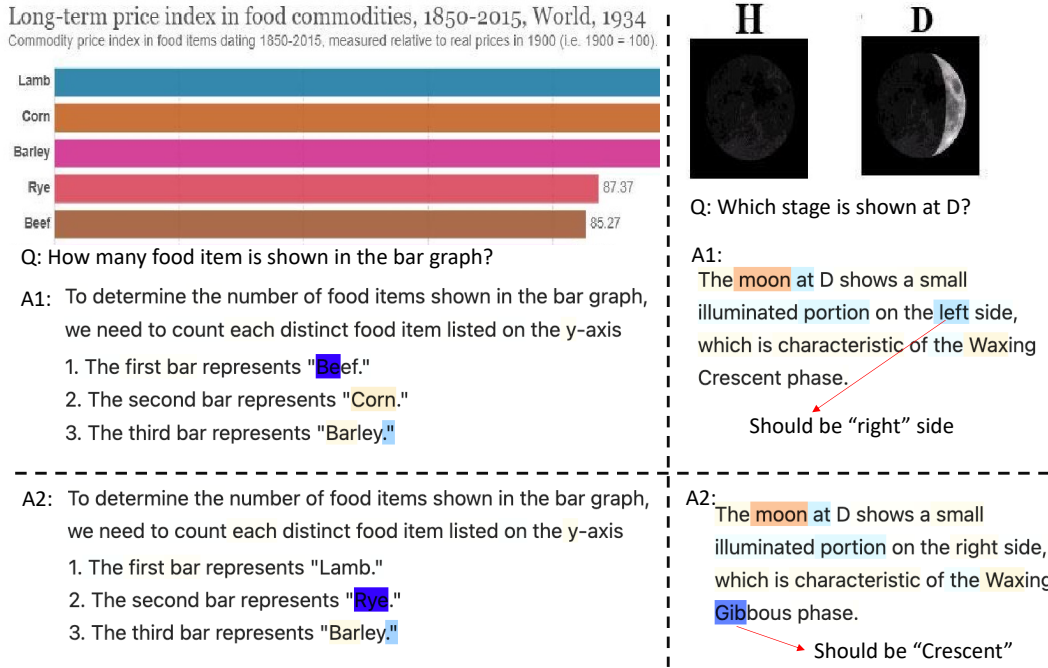 Long-term price index in food commodities, 1850-2015, World, 1934
Commodity price index in food items dating 1850-2015, measured relative to real prices in 1900 (i.e. 1900 = 100).
Lamb
Corn
Barley
Rye
87.37
Beef
85.27
Q: How many food item is shown in the bar graph?
A1: To determine the number of food items shown in the bar graph,
we need to count each distinct food item listed on the y-axis
1. The first bar represents "Beef."
2. The second bar represents "Corn."
3. The third bar represents "Barley."
A2: To determine the number of food items shown in the bar graph,
we need to count each distinct food item listed on the y-axis
1. The first bar represents "Lamb."
2. The second bar represents "Rye."
3. The third bar represents "Barley."
H D
Q: Which stage is shown at D?
A1:
The moon at D shows a small
illuminated portion on the left side,
which is characteristic of the Waxing
Crescent phase.
Should be “right” side
A2:
The moon at D shows a small
illuminated portion on the right side,
which is characteristic of the Waxing
Gibbous phase.
Should be “Crescent”